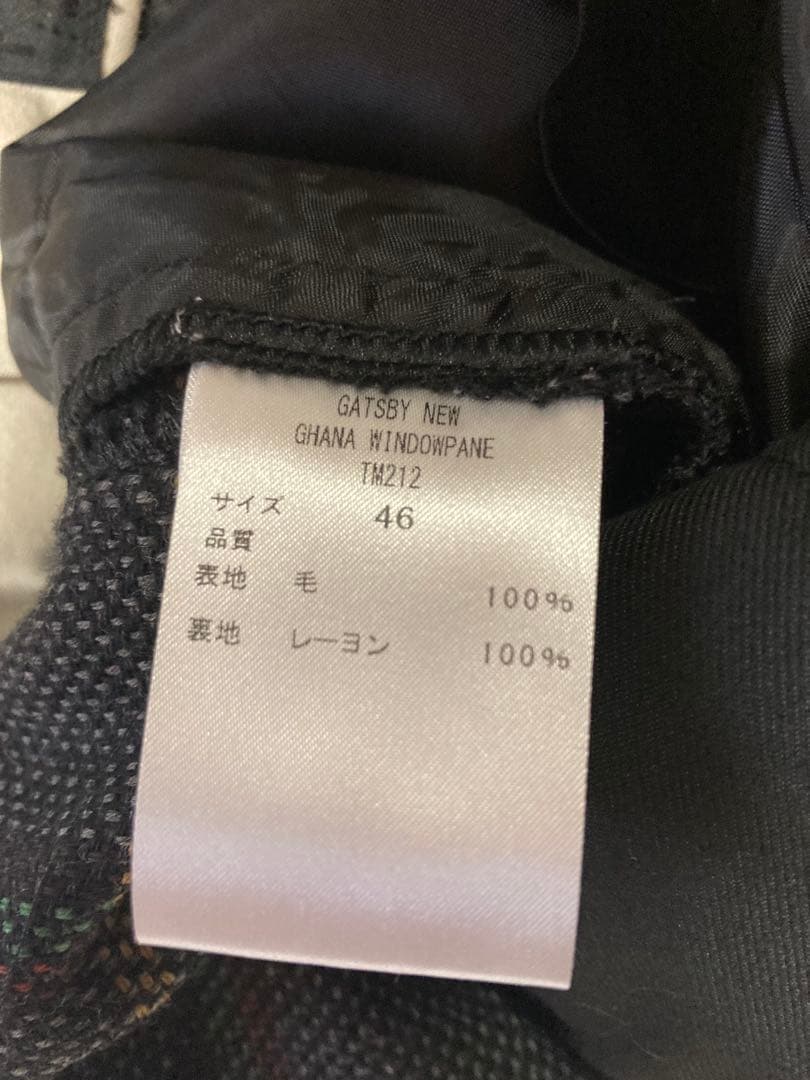 GATSBY NEW
GHANA WINDOWPANE
TM212
サイズ 46
品質
表地 毛 100%
裏地 レーヨン 100%